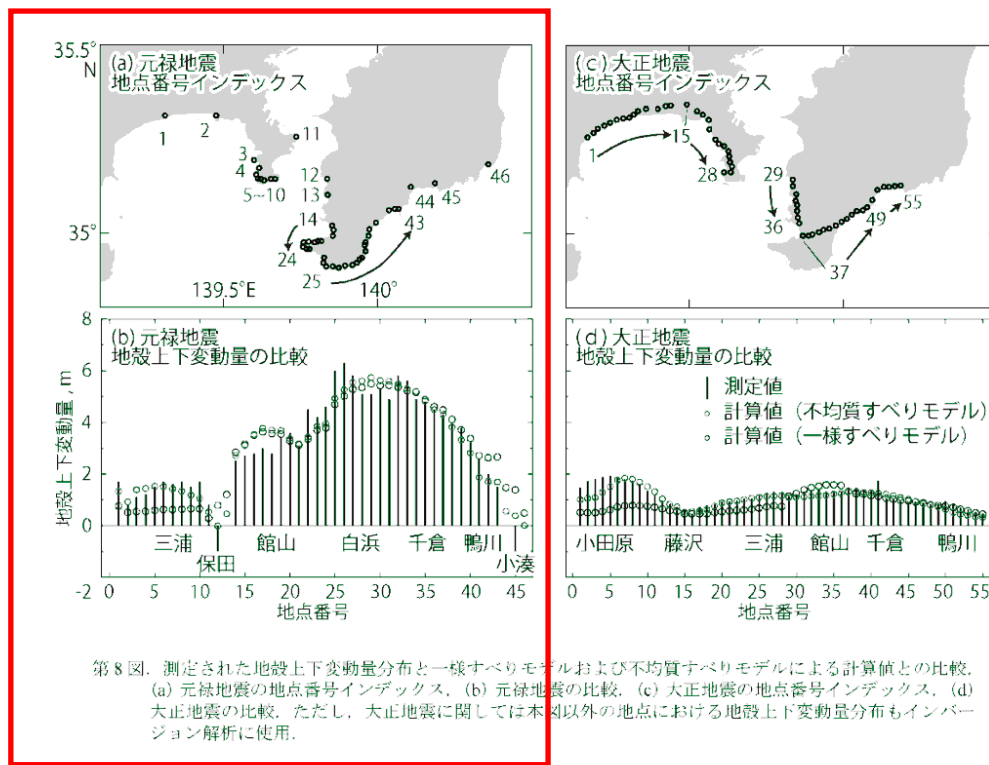 35.5°
N
(a) 元禄地震
地点番号インデックス
1
2
3
4
5~10
11
12
13
14
24
25
43
44
45
46
35°
139.5°E
140°
(c) 大正地震
地点番号インデックス
1
15
28
29
36
37
49
55
(b) 元禄地震
地殻上下変動量の比較
地殻上下変動量, m
8
6
4
2
0
-2
三浦
保田
館山
白浜
千倉
鴨川
小湊
0 5 10 15 20 25 30 35 40 45
地点番号
(d) 大正地震
地殻上下変動量の比較
測定値
計算値（不均質すべりモデル）
計算値（一様すべりモデル）
小田原
藤沢
三浦
館山
千倉
鴨川
0 5 10 15 20 25 30 35 40 45 50 55
地点番号
第8図. 測定された地殻上下変動量分布と一様すべりモデルおよび不均質すべりモデルによる計算値との比較.
(a) 元禄地震の地点番号インデックス, (b) 元禄地震の比較. (c) 大正地震の地点番号インデックス, (d)
大正地震の比較. ただし, 大正地震に関しては本図以外の地点における地殻上下変動量分布もインバー
ジョン解析に使用.